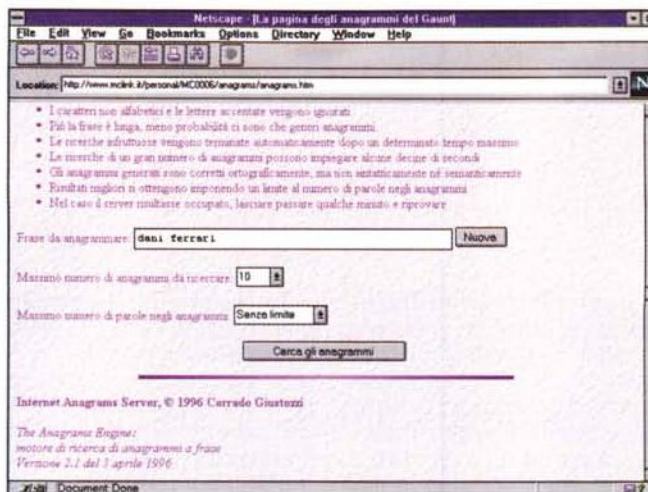 Netscape - [La pagina degli anagrammi del Gaunt]
File Edit View Go Bookmarks Options Directory Window Help
Location: http://www.mclink.it/personal/MC0006/anagrams/anagrams.htm
I caratteri non alfabetici e le lettere accentate vengono ignorati
Più la frase è lunga, meno probabilità ci sono che generi anagrammi
Le ricerche infruttuose vengono terminate automaticamente dopo un determinato tempo massimo
Le ricerche di un gran numero di anagrammi possono impiegare alcune decine di secondi
Gli anagrammi generati sono corretti ortograficamente, ma non sintatticamente né semanticamente
Risultati migliori si ottengono imponendo un limite al numero di parole negli anagrammi
Nel caso il server risultasse occupato, lasciare passare qualche minuto e riprovare
Frase da anagrammare: dani ferrari Nuova
Massimo numero di anagrammi da ricercare: 10
Massimo numero di parole negli anagrammi: Senza limite
Cerca gli anagrammi
Internet Anagrams Server, © 1996 Corrado Giustozzi
The Anagrams Engine:
motore di ricerca di anagrammi a frase
Versione 2.1 del 3 aprile 1996
Document: Done